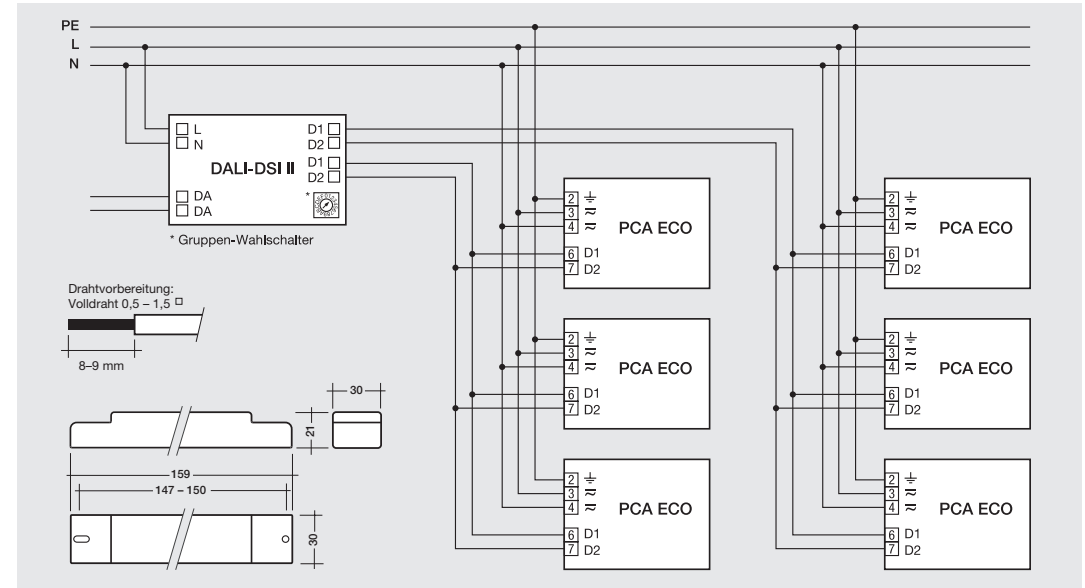 PE
L
N
L
N
DALI-DSI II
D1
D2
D1
D2
*
DA
DA
* Gruppen-Wahlschalter
Drahtvorbereitung:
Volldraht 0,5 – 1,5 □
8–9 mm
30
21
159
147 – 150
30
2
3
4
PCA ECO
6 D1
7 D2
2
3
4
PCA ECO
6 D1
7 D2
2
3
4
PCA ECO
6 D1
7 D2
2
3
4
PCA ECO
6 D1
7 D2
2
3
4
PCA ECO
6 D1
7 D2
2
3
4
PCA ECO
6 D1
7 D2